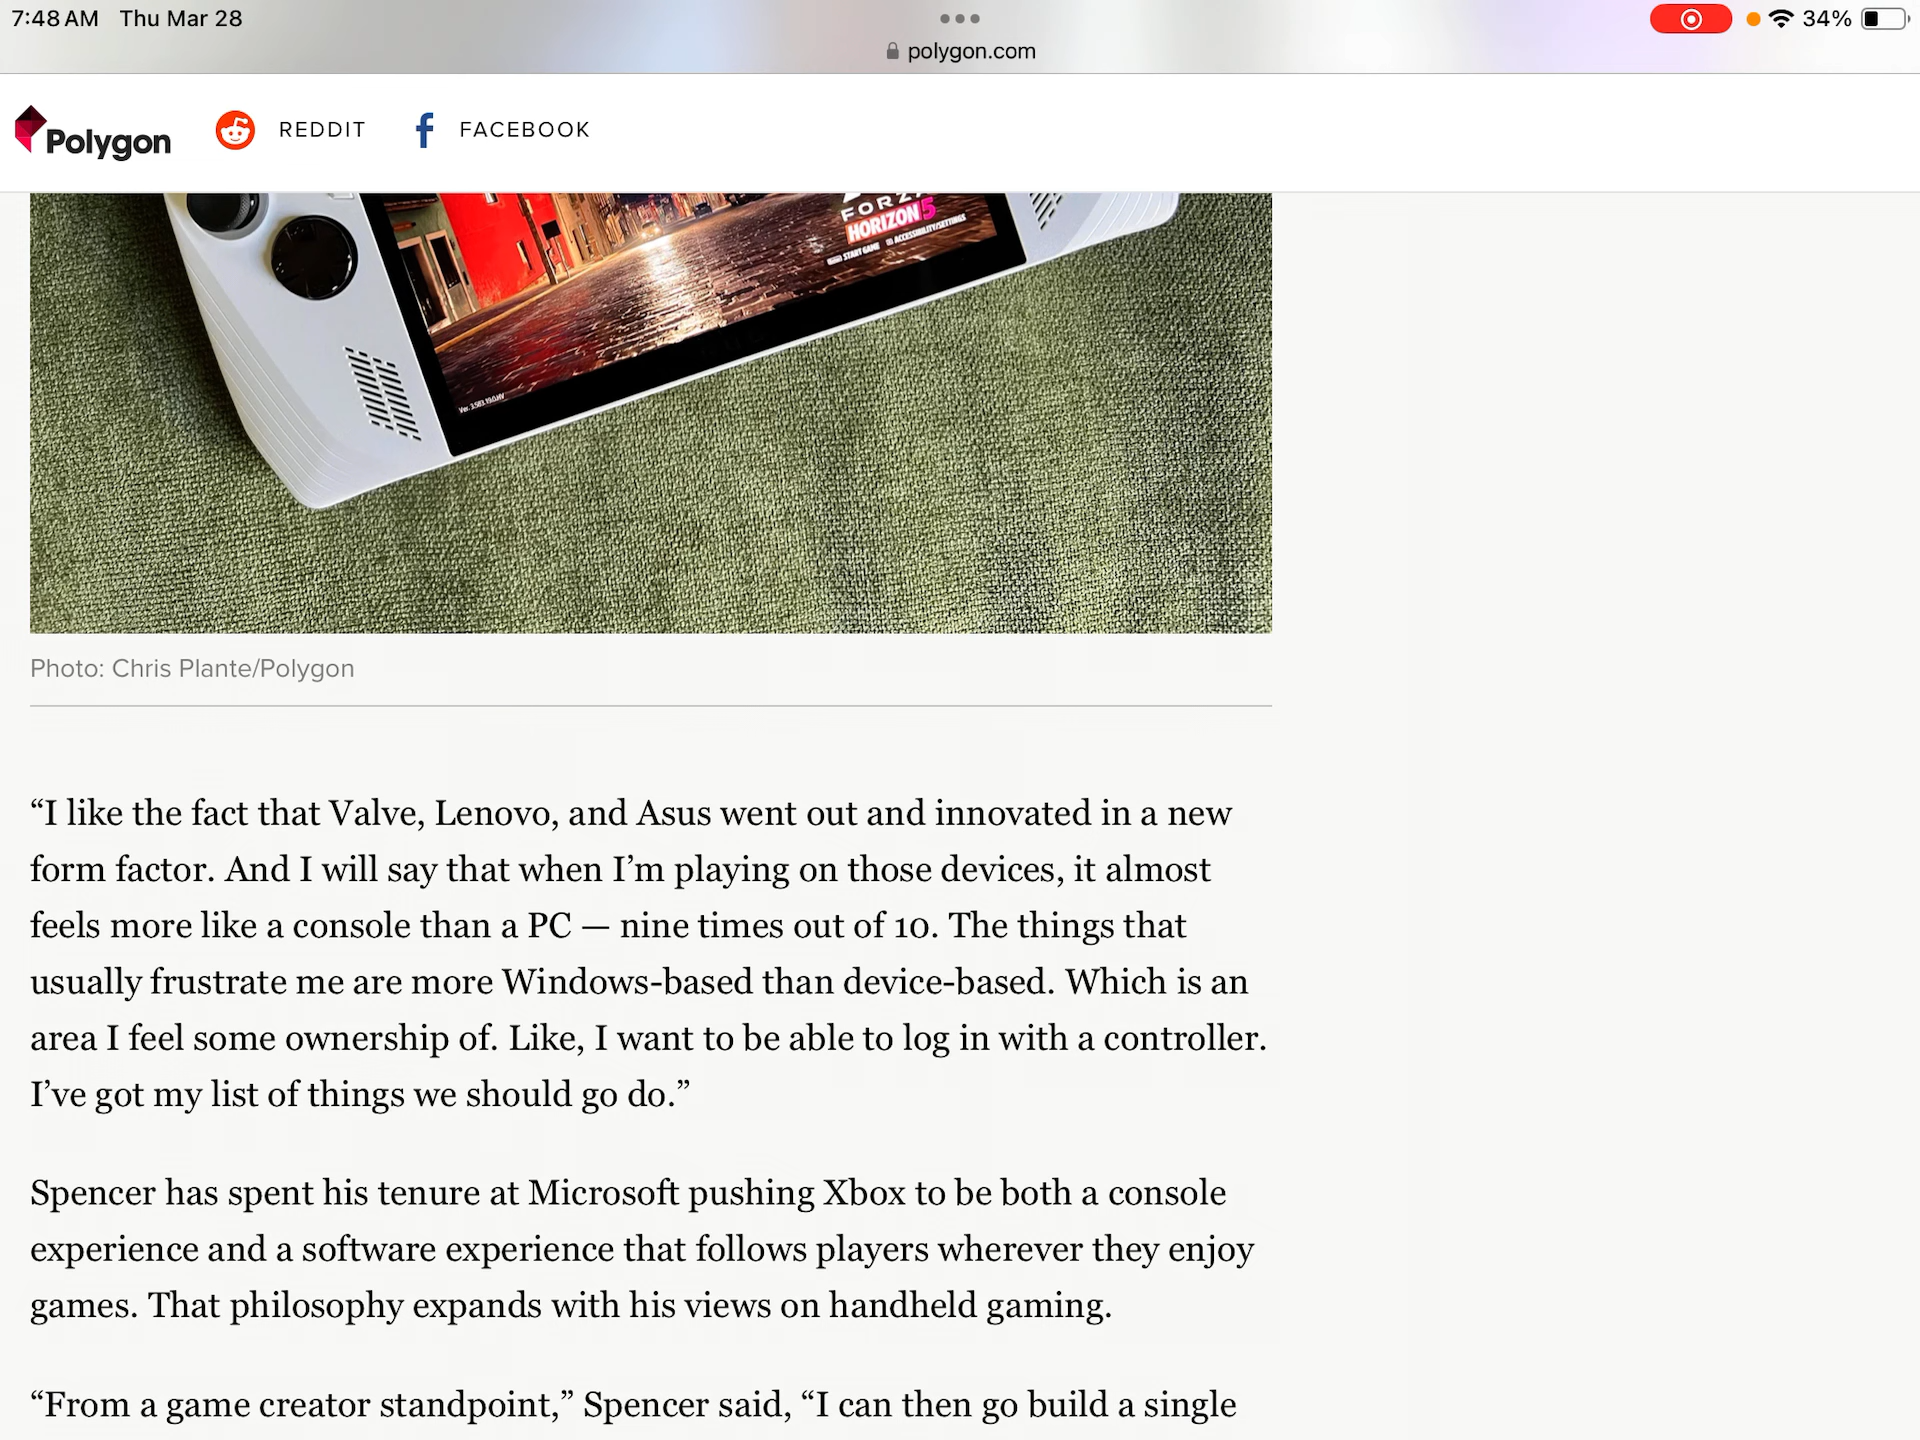 7:48 AM Thu Mar 28
34%
polygon.com
Polygon REDDIT FACEBOOK
FORZA
HORIZON 5
START GAME ACCESSIBILITY/SETTINGS
Photo: Chris Plante/Polygon
“I like the fact that Valve, Lenovo, and Asus went out and innovated in a new
form factor. And I will say that when I’m playing on those devices, it almost
feels more like a console than a PC — nine times out of 10. The things that
usually frustrate me are more Windows-based than device-based. Which is an
area I feel some ownership of. Like, I want to be able to log in with a controller.
I’ve got my list of things we should go do.”
Spencer has spent his tenure at Microsoft pushing Xbox to be both a console
experience and a software experience that follows players wherever they enjoy
games. That philosophy expands with his views on handheld gaming.
“From a game creator standpoint,” Spencer said, “I can then go build a single